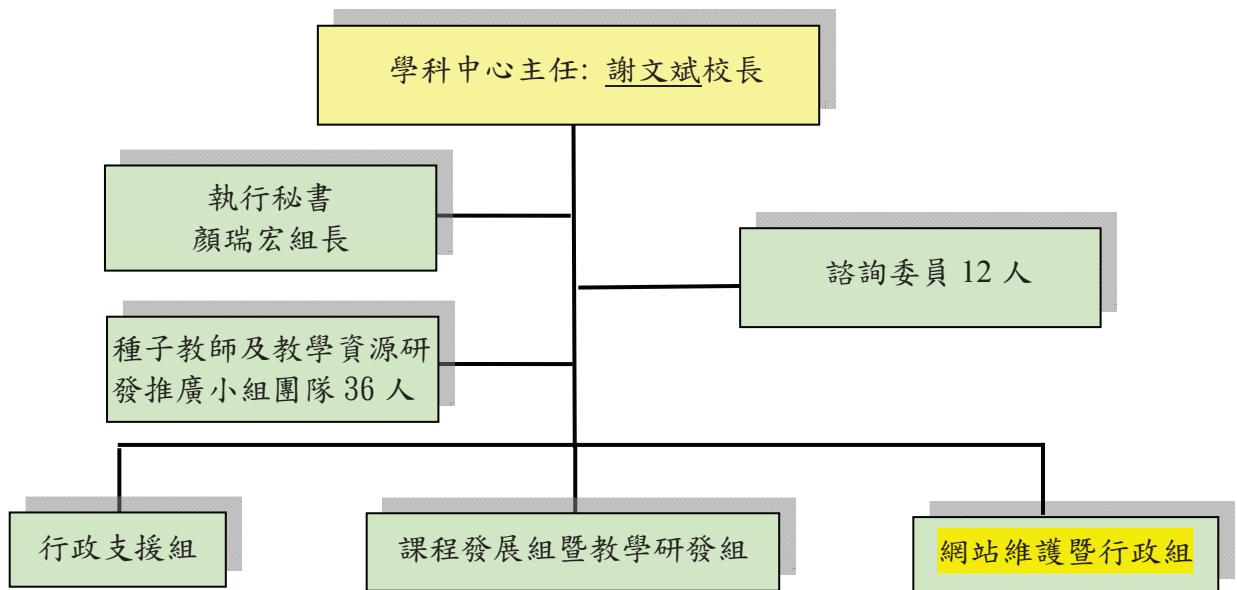 學科中心主任: 謝文斌校長
執行秘書
顏瑞宏組長
諮詢委員 12 人
種子教師及教學資源研
發推廣小組團隊 36 人
行政支援組
課程發展組暨教學研發組
網站維護暨行政組